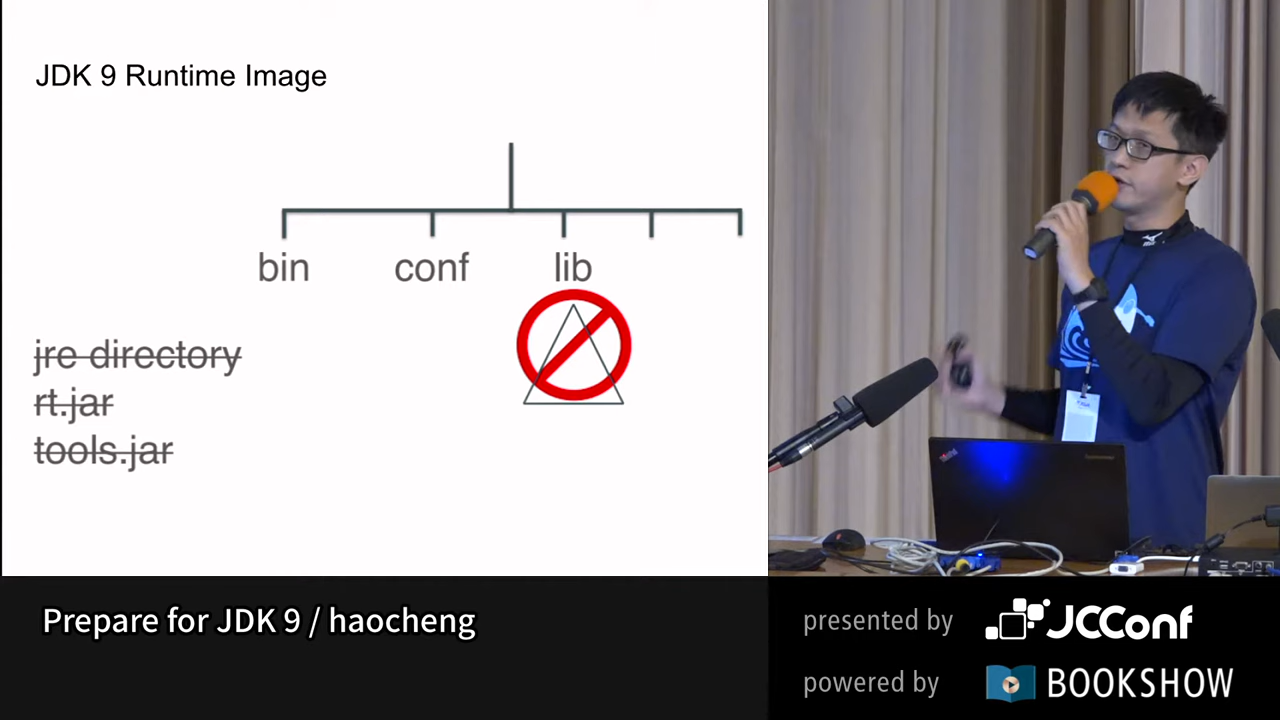 JDK 9 Runtime Image
bin
conf
lib
jre directory
rt.jar
tools.jar
Prepare for JDK 9 / haocheng
presented by
JCConf
powered by
BOOKSHOW